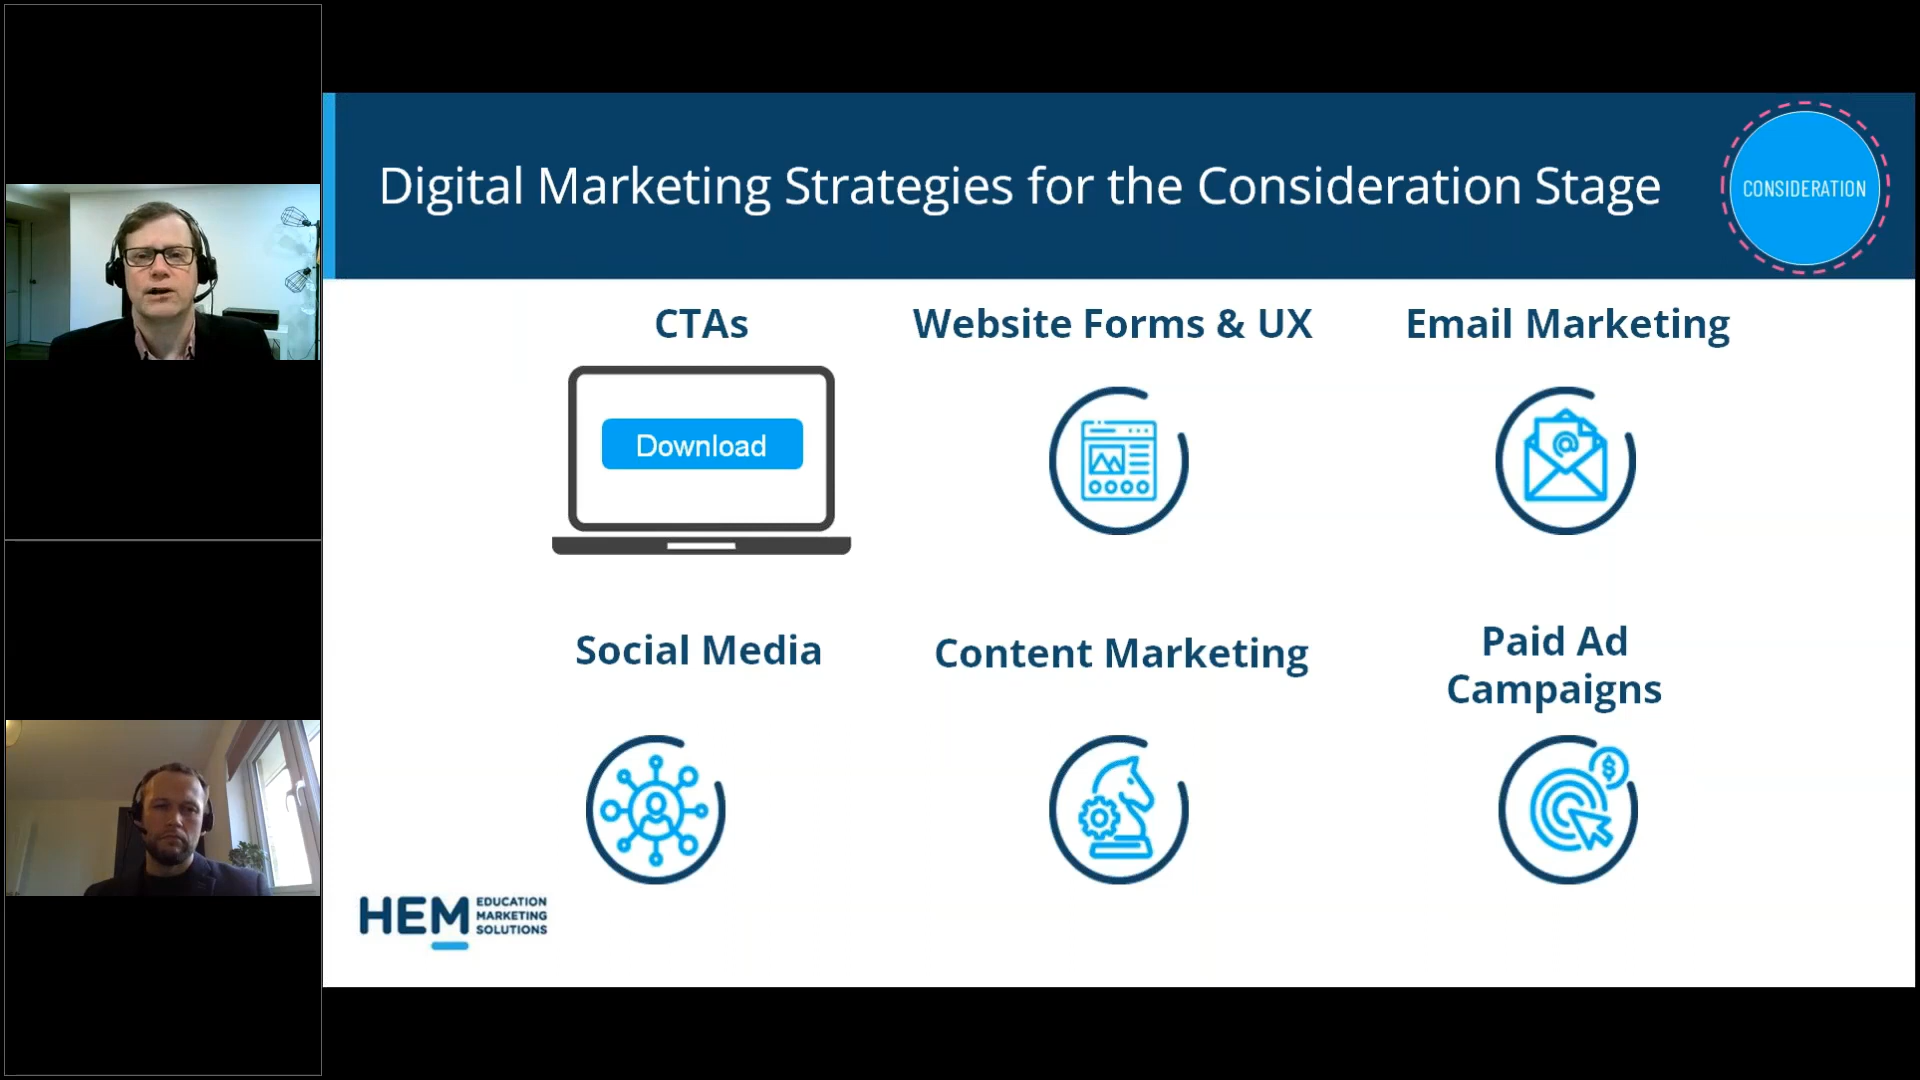 Digital Marketing Strategies for the Consideration Stage
CONSIDERATION
CTAs
Website Forms & UX
Email Marketing
Download
@
Social Media
Content Marketing
Paid Ad
Campaigns
$
HEM
EDUCATION
MARKETING
SOLUTIONS